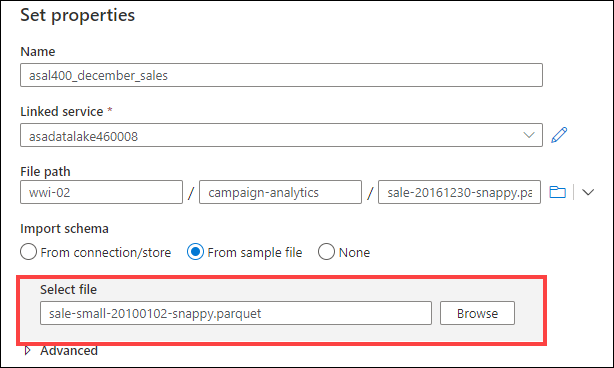 Set properties
Name
asal400_december_sales
Linked service *
asadatalake460008
File path
wwi-02 / campaign-analytics / sale-20161230-snappy.pa
Import schema
From connection/store From sample file None
Select file
sale-small-20100102-snappy.parquet Browse
Advanced